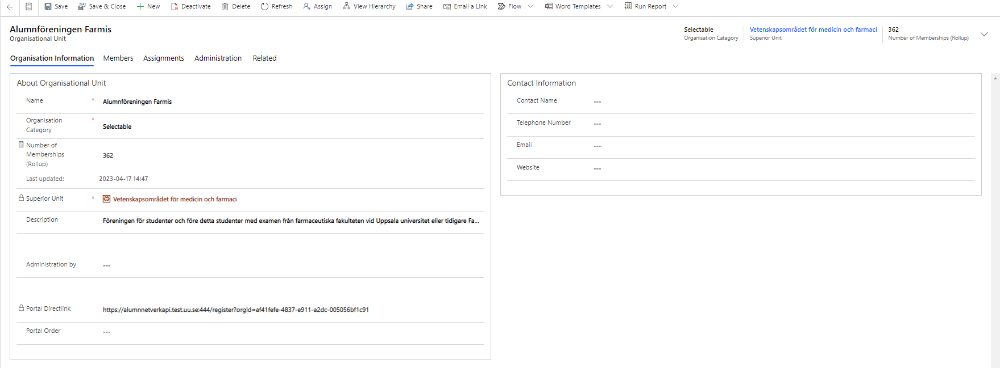 Save
Save & Close
New
Deactivate
Delete
Refresh
Assign
View Hierarchy
Share
Email a Link
Flow
Word Templates
Run Report
Alumnföreningen Farmis
Organisational Unit
Selectable
Organisation Category
Vetenskapsområdet för medicin och farmaci
Superior Unit
362
Number of Memberships (Rollup)
Organisation Information
Members
Assignments
Administration
Related
About Organisational Unit
Name * Alumnföreningen Farmis
Organisation
Category
* Selectable
Number of
Memberships
(Rollup)
362
Last updated: 2023-04-17 14:47
Superior Unit * Vetenskapsområdet för medicin och farmaci
Description Föreningen för studenter och före detta studenter med examen från farmaceutiska fakulteten vid Uppsala universitet eller tidigare Fa...
Administration by ---
Portal Directlink https://alumnnetverkapi.test.uu.se:444/register?orgId=af41fefe-4837-e911-a2dc-005056bf1c91
Portal Order ---
Contact Information
Contact Name ---
Telephone Number ---
Email ---
Website ---